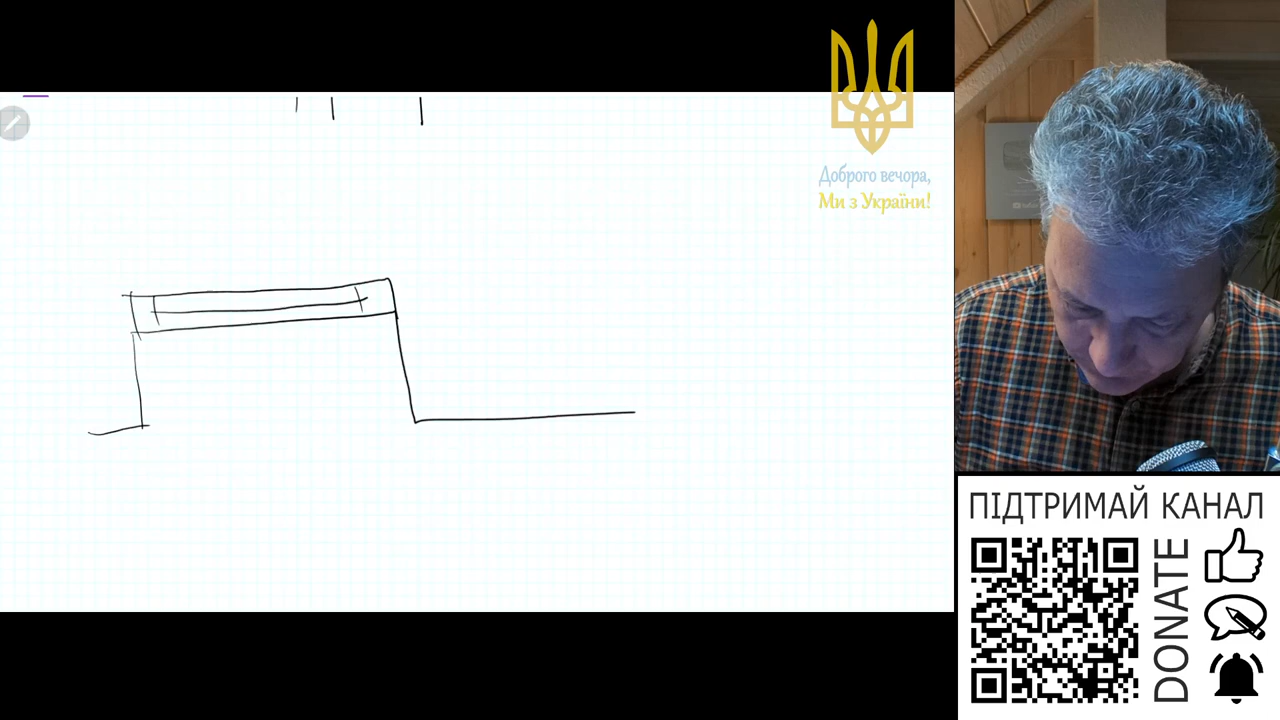 Доброго вечора,
Ми з України!
ПІДТРИМАЙ КАНАЛ
DONATE